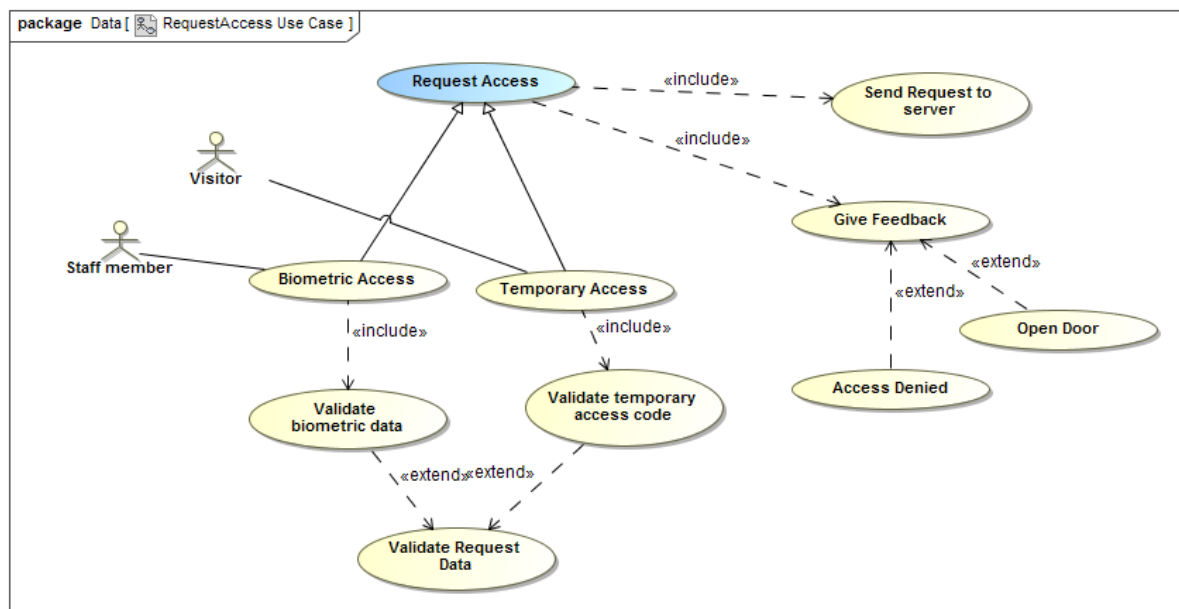 package Data [ RequestAccess Use Case ]
Request Access
«include»
Send Request to
server
«include»
Visitor
Give Feedback
Staff member
Biometric Access
Temporary Access
«extend»
«extend»
«include»
«include»
Open Door
Access Denied
Validate
biometric data
Validate temporary
access code
«extend»
«extend»
Validate Request
Data